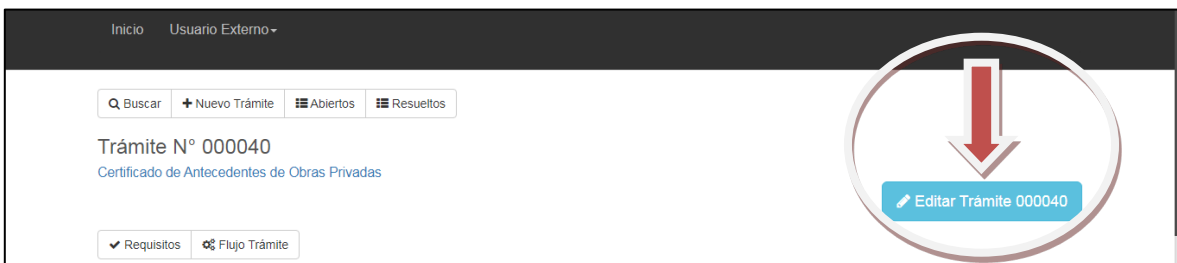 Inicio Usuario Externo
Buscar Nuevo Trámite Abiertos Resueltos
Trámite N° 000040
Certificado de Antecedentes de Obras Privadas
Editar Trámite 000040
Requisitos Flujo Trámite